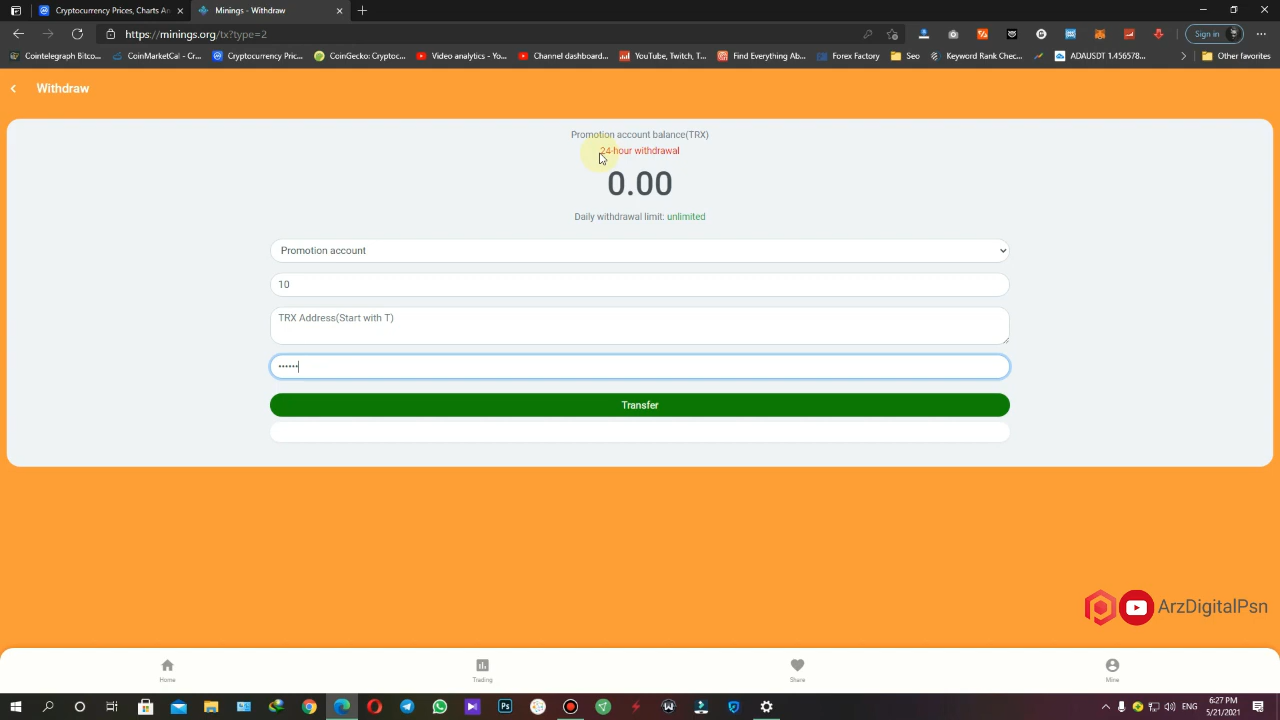 Cryptocurrency Prices, Charts An
Minings - Withdraw
https://minings.org/tx?type=2
Sign in
Cointelegraph Bitco...
CoinMarketCal - Cr...
Cryptocurrency Pric...
CoinGecko: Cryptoc...
Video analytics - Yo...
Channel dashboard...
YouTube, Twitch, T...
Find Everything Ab...
Forex Factory
Seo
Keyword Rank Chec...
ADAUSDT 1.456578...
Other favorites
Withdraw
Promotion account balance(TRX)
24-hour withdrawal
0.00
Daily withdrawal limit: unlimited
Promotion account
10
TRX Address(Start with T)
••••••
Transfer
ArzDigitalPsn
Home
Trading
Share
Mine
ENG
6:27 PM
5/21/2021